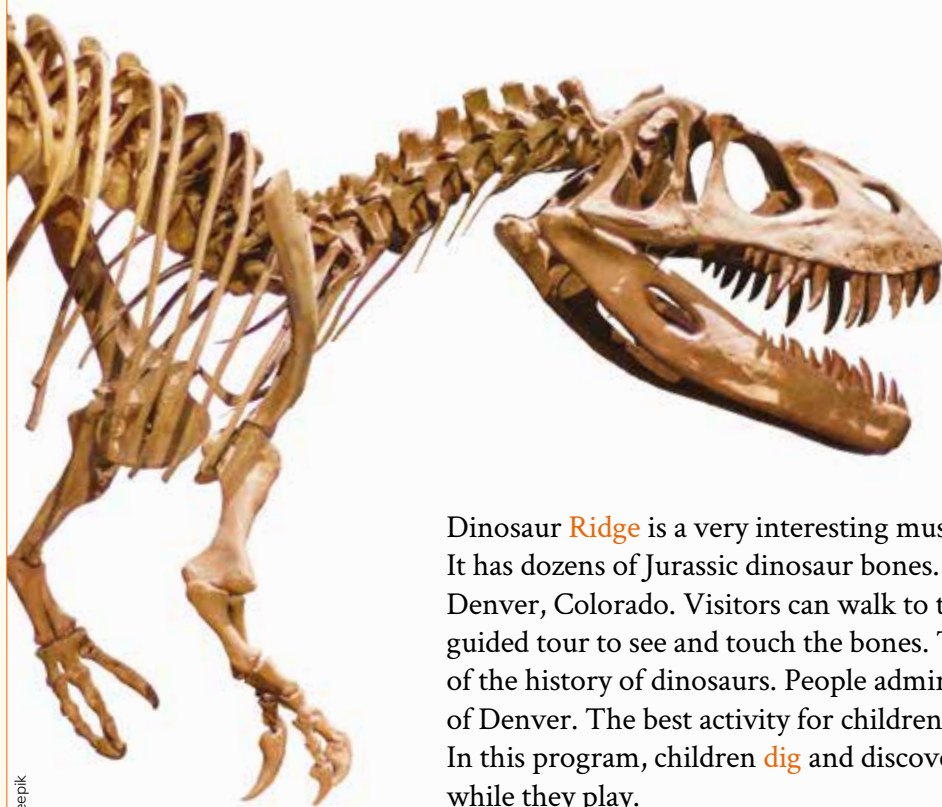 Dinosaur Ridge is a very interesting
It has dozens of Jurassic dinosaur bones.
Denver, Colorado. Visitors can walk to
guided tour to see and touch the bones.
of the history of dinosaurs. People
of Denver. The best activity for children
In this program, children dig and
while they play.